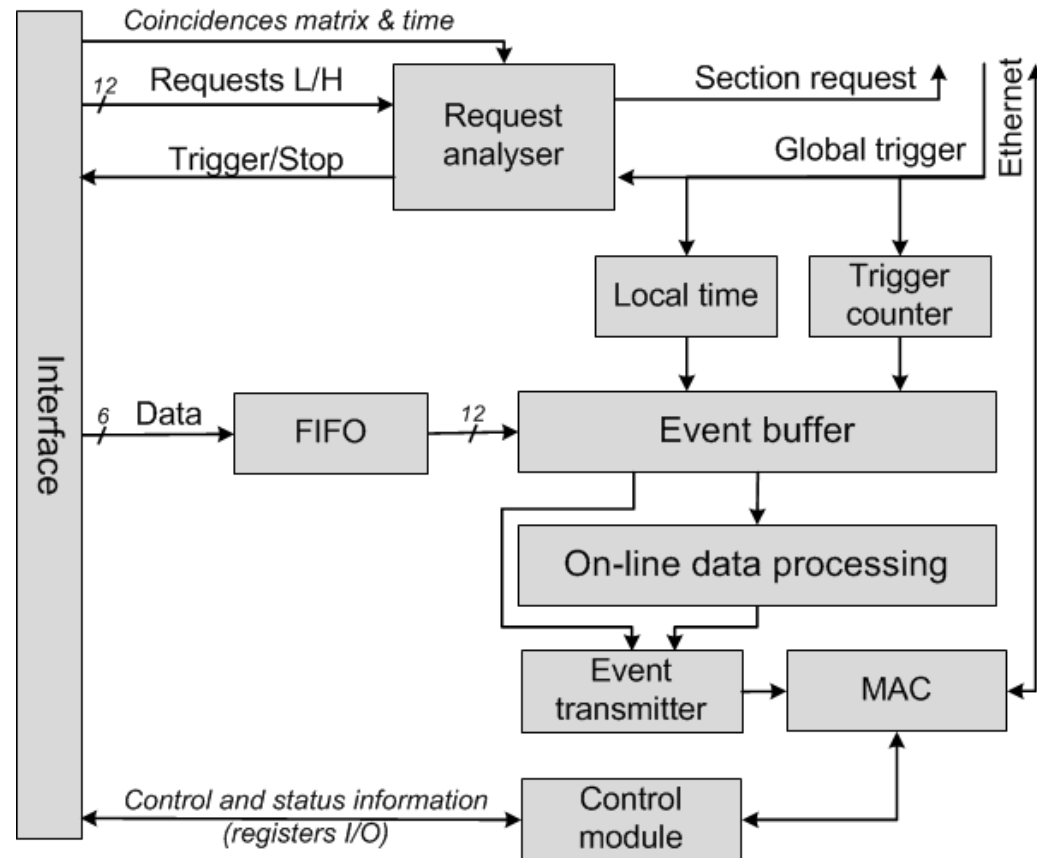 Coincidences matrix & time
12
Requests L/H
Section request
Request
analyser
Ethernet
Trigger/Stop
Global trigger
Local time
Trigger
counter
Interface
6
Data
FIFO
12
Event buffer
On-line data processing
Event
transmitter
MAC
Control and status information
(registers I/O)
Control
module